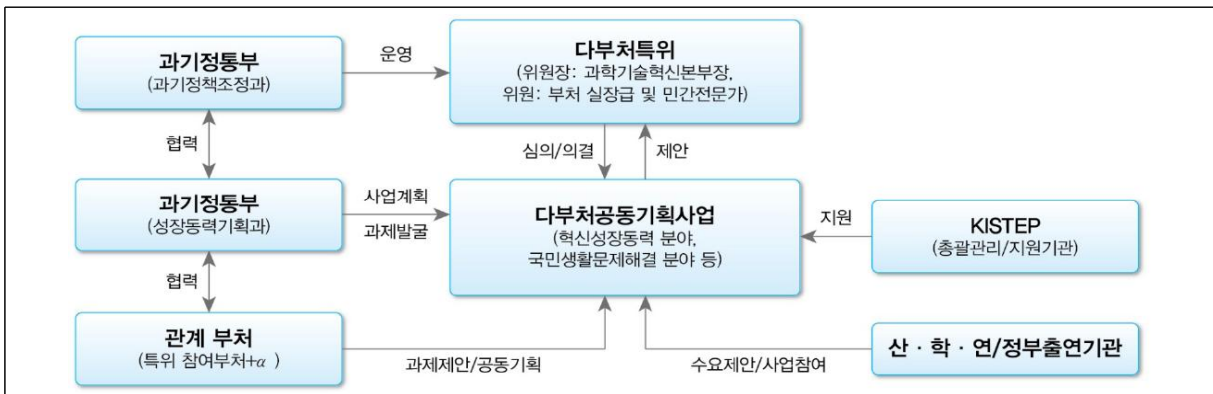 과기정통부
(과기정책조정과)
운영
다부처특위
(위원장: 과학기술혁신본부장,
위원: 부처 실장급 및 민간전문가)
협력
심의/의결
제안
과기정통부
(성장동력기획과)
사업계획
과제발굴
다부처공동기획사업
(혁신성장동력 분야,
국민생활문제해결 분야 등)
지원
KISTEP
(총괄관리/지원기관)
협력
관계 부처
(특위 참여부처+α )
과제제안/공동기획
수요제안/사업참여
산 · 학 · 연/정부출연기관